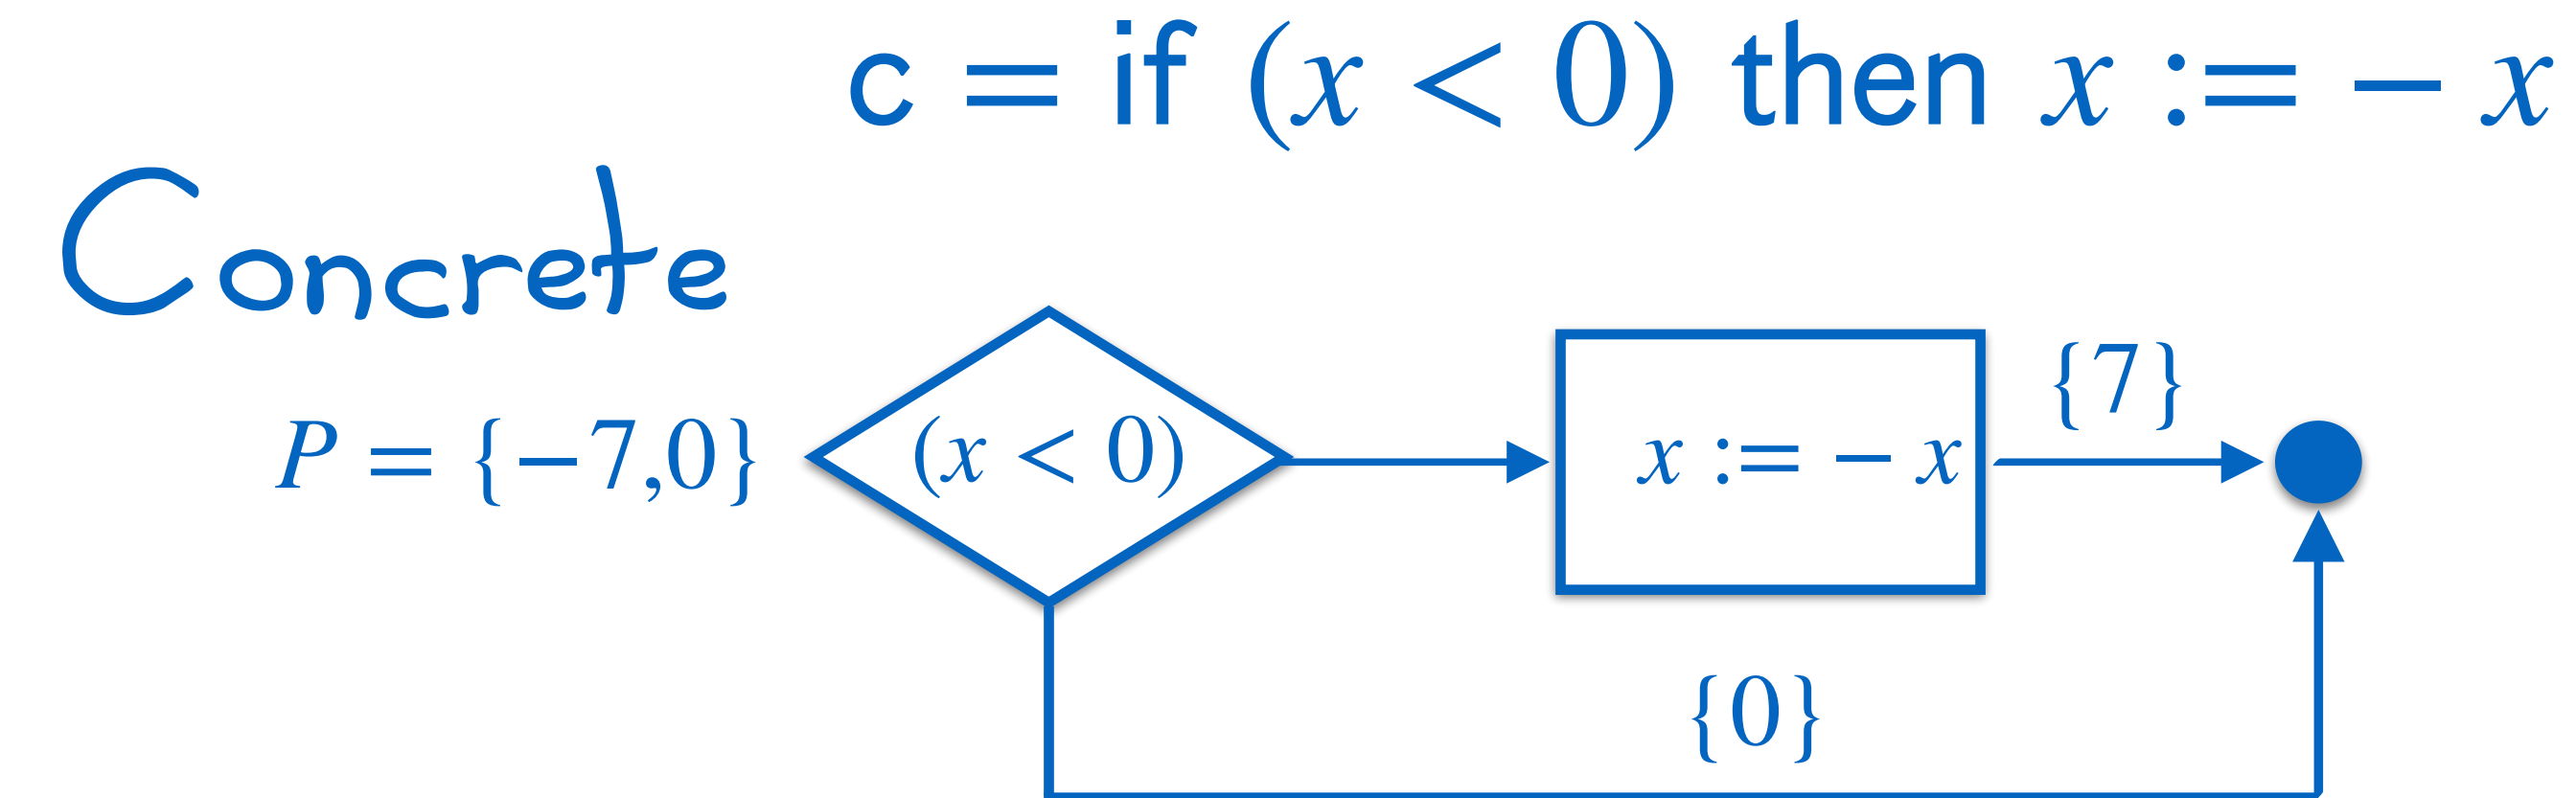 c = if (x < 0) then x := − x
Concrete
P = {−7,0}
(x < 0)
x := − x
{7}
{0}